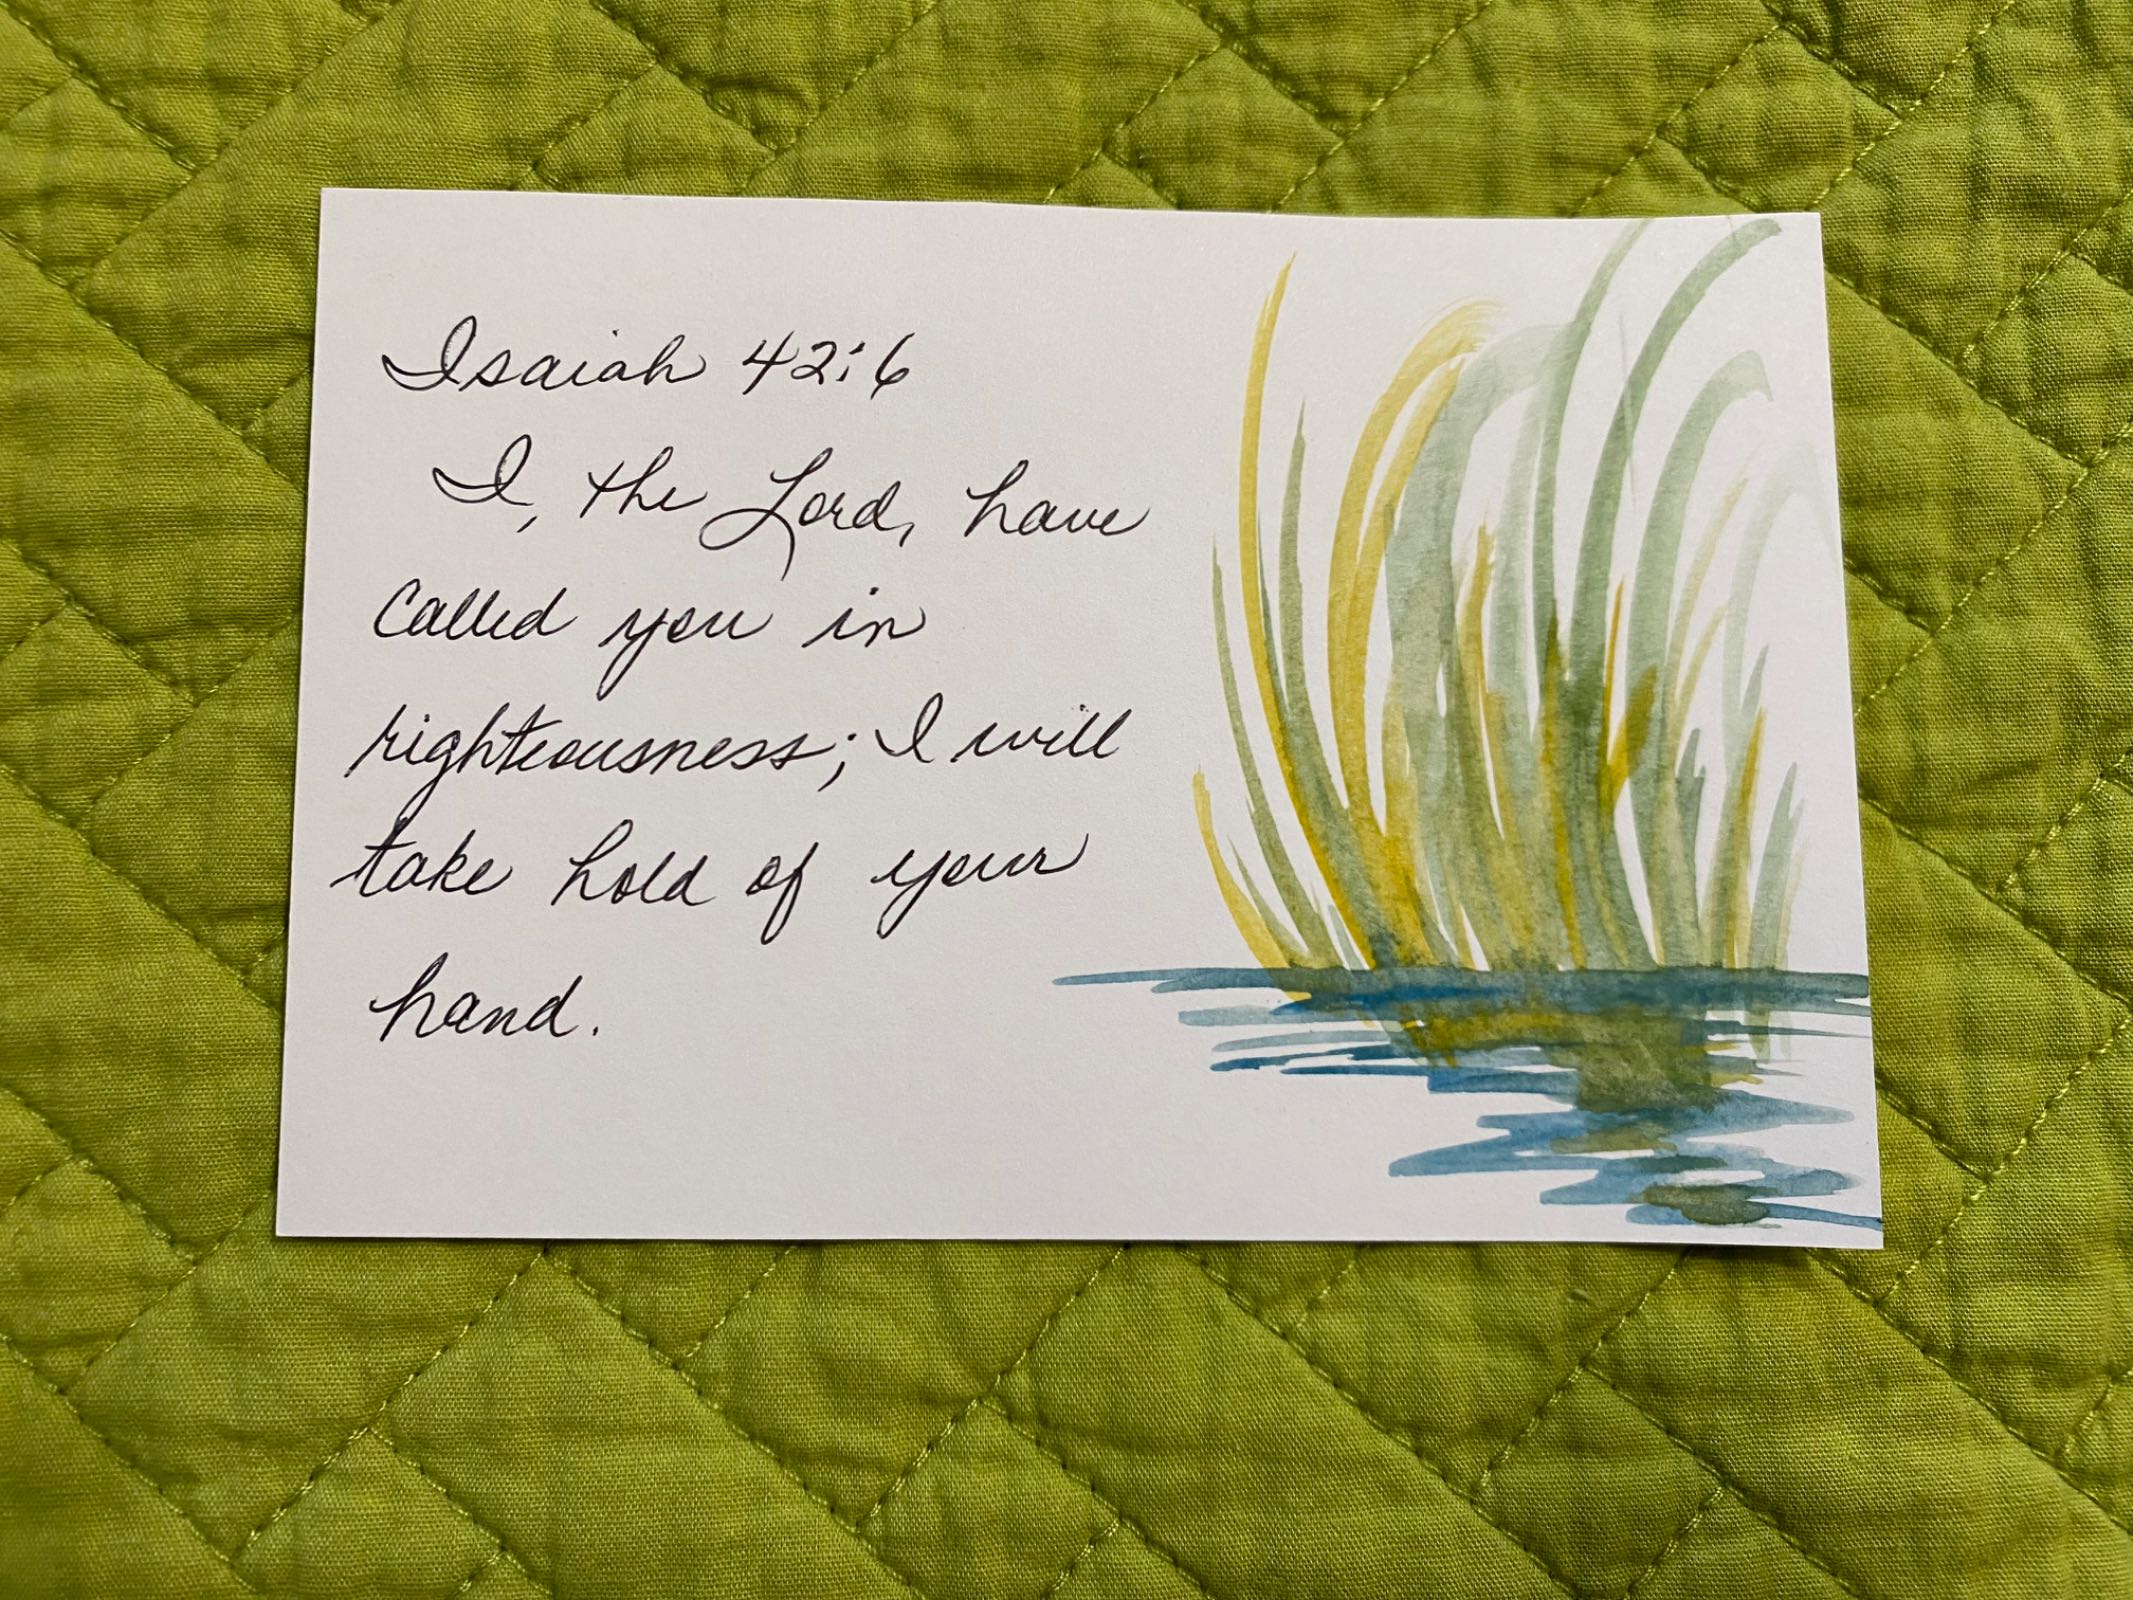 Isaiah 42:6
I, the Lord, have
called you in
righteousness; I will
take hold of your
hand.